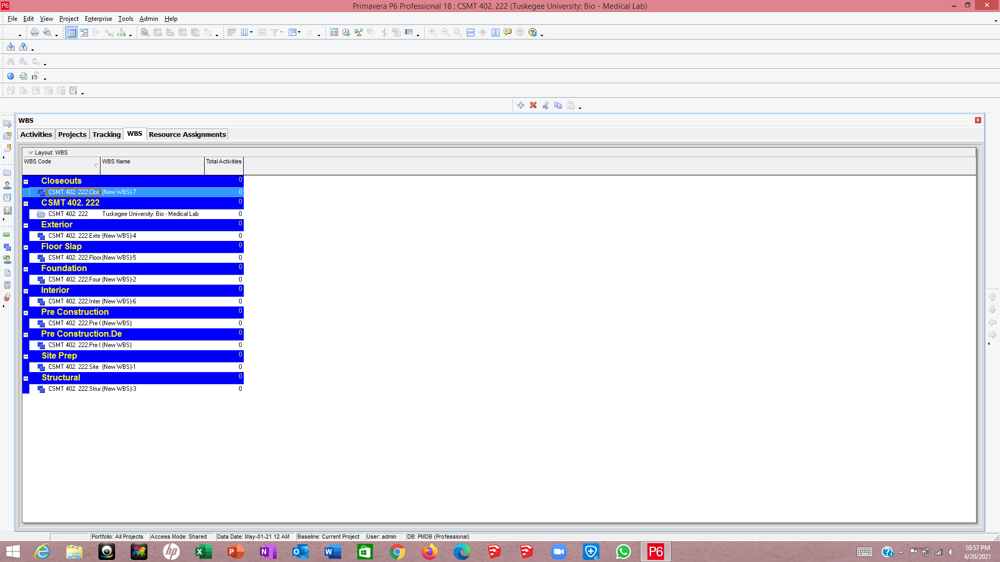 P6 Primavera P6 Professional 18 : CSMT 402. 222 (Tuskegee University: Bio - Medical Lab)
File Edit View Project Enterprise Tools Admin Help
WBS
Activities Projects Tracking WBS Resource Assignments
Layout: WBS
WBS Code WBS Name Total Activities
Closeouts 0
CSMT 402. 222.Clos (New WBS)-7 0
CSMT 402. 222 0
CSMT 402. 222 Tuskegee University: Bio - Medical Lab 0
Exterior 0
CSMT 402. 222.Exte (New WBS)-4 0
Floor Slap 0
CSMT 402. 222.Floor (New WBS)-5 0
Foundation 0
CSMT 402. 222.Four (New WBS)-2 0
Interior 0
CSMT 402. 222.Inter (New WBS)-6 0
Pre Construction 0
CSMT 402. 222.Pre ( (New WBS) 0
Pre Construction.De 0
CSMT 402. 222.Pre ( (New WBS) 0
Site Prep 0
CSMT 402. 222.Site (New WBS)-1 0
Structural 0
CSMT 402. 222.Struc (New WBS)-3 0
Portfolio: All Projects Access Mode: Shared Data Date: May-01-21 12 AM Baseline: Current Project User: admin DB: PMDB (Professional)
P6
10:57 PM
4/20/2021